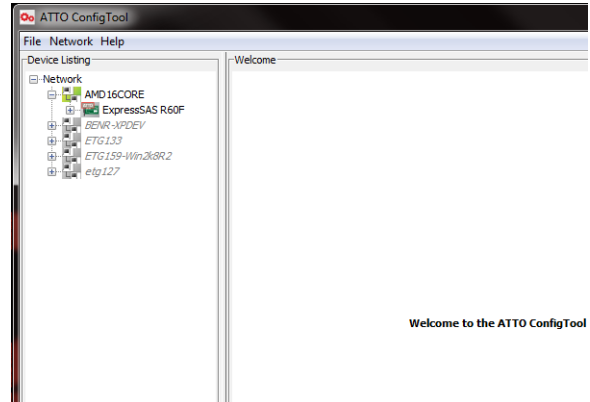 ATTO ConfigTool
File Network Help
Device Listing
Welcome
Network
AMD16CORE
ExpressSAS R60F
BENR-XPDEV
ETG133
ETG159-Win2k8R2
etg127
Welcome to the ATTO ConfigTool